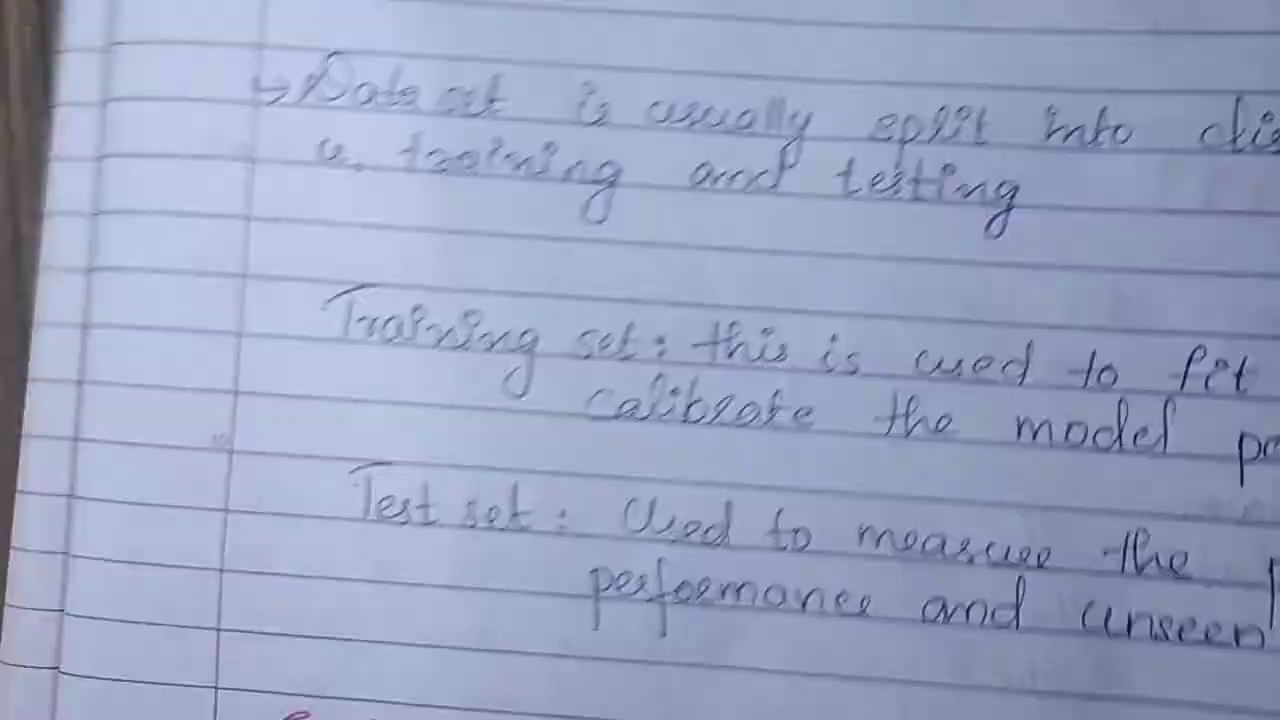 → Data set is usually split into dis
training and testing
Training set: this is used to fit
calibrate the model
Test set: Used to measure the
performance and unseen